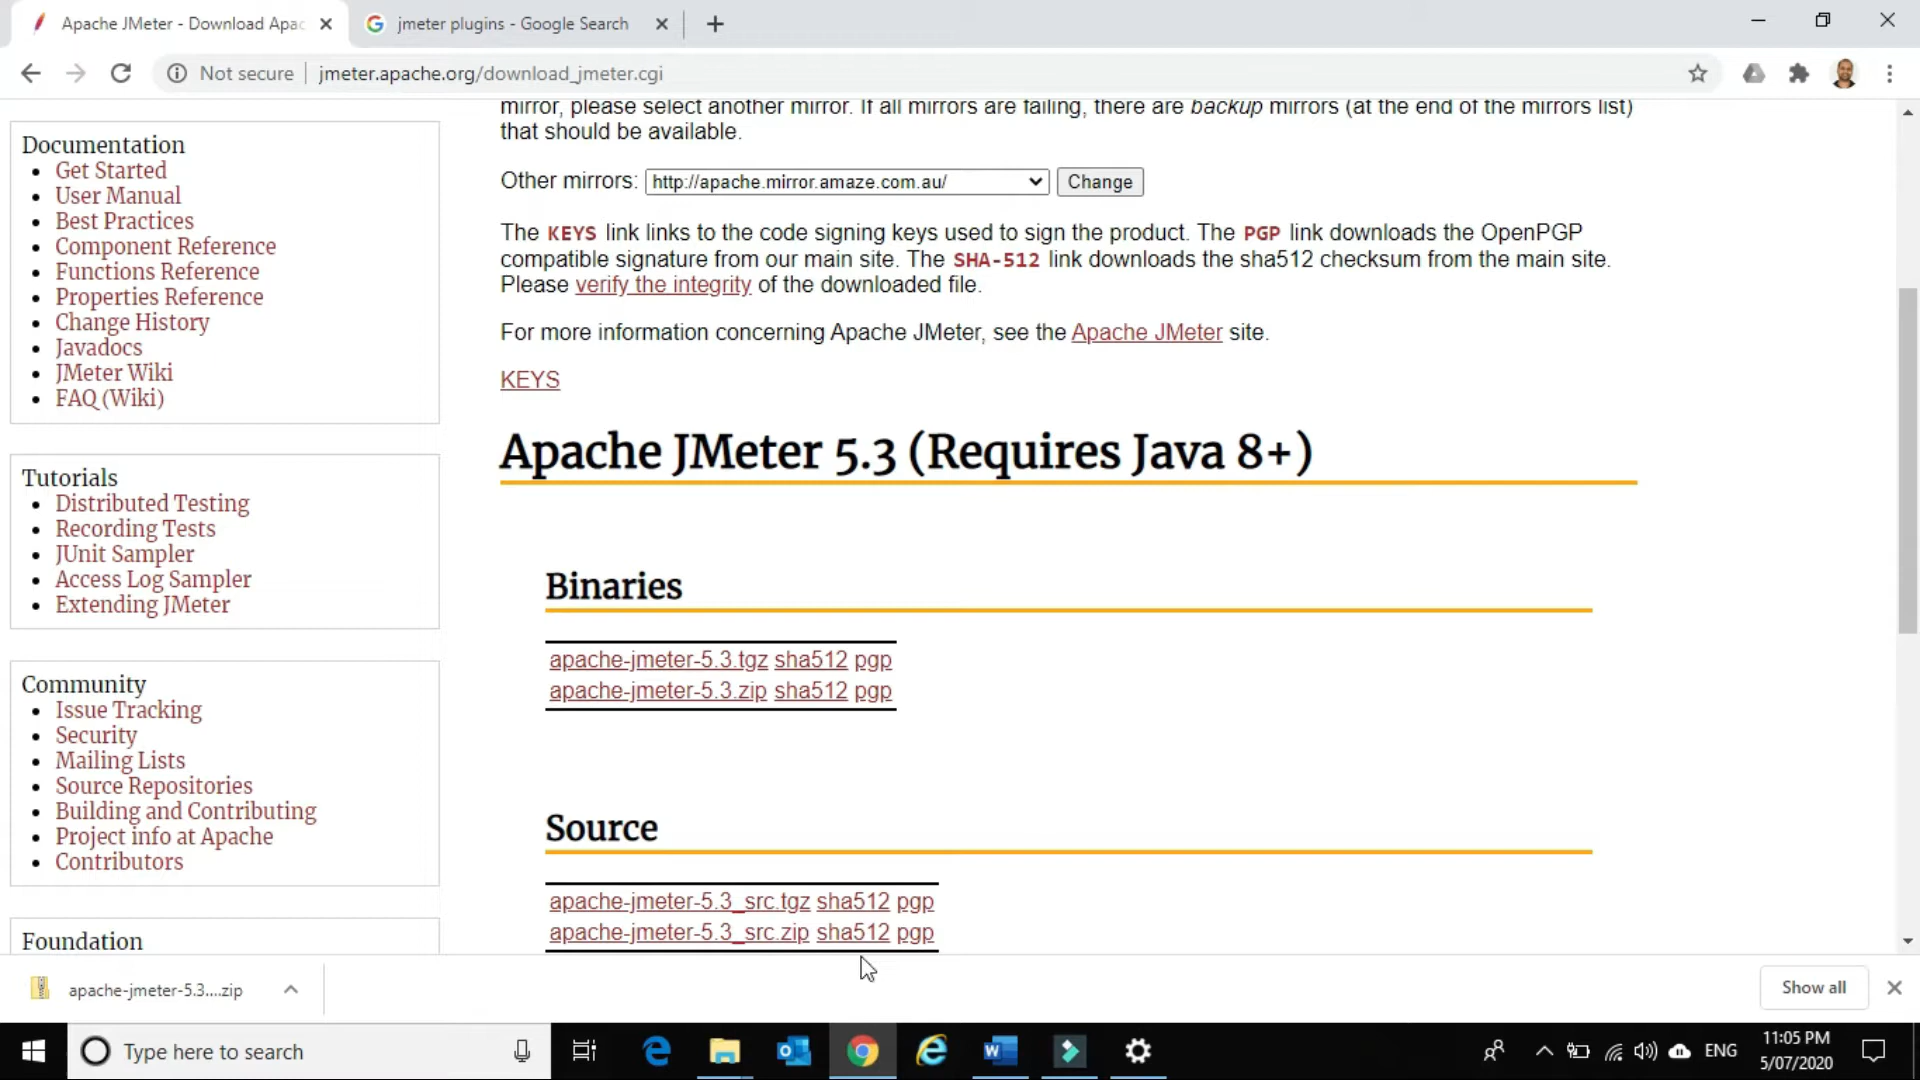 Apache JMeter - Download Apac
jmeter plugins - Google Search
Not secure
jmeter.apache.org/download_jmeter.cgi
Documentation
Get Started
User Manual
Best Practices
Component Reference
Functions Reference
Properties Reference
Change History
Javadocs
JMeter Wiki
FAQ (Wiki)
Tutorials
Distributed Testing
Recording Tests
JUnit Sampler
Access Log Sampler
Extending JMeter
Community
Issue Tracking
Security
Mailing Lists
Source Repositories
Building and Contributing
Project info at Apache
Contributors
Foundation
mirror, please select another mirror. If all mirrors are failing, there are backup mirrors (at the end of the mirrors list)
that should be available.
Other mirrors: http://apache.mirror.amaze.com.au/ Change
The KEYS link links to the code signing keys used to sign the product. The PGP link downloads the OpenPGP
compatible signature from our main site. The SHA-512 link downloads the sha512 checksum from the main site.
Please verify the integrity of the downloaded file.
For more information concerning Apache JMeter, see the Apache JMeter site.
KEYS
Apache JMeter 5.3 (Requires Java 8+)
Binaries
apache-jmeter-5.3.tgz sha512 pgp
apache-jmeter-5.3.zip sha512 pgp
Source
apache-jmeter-5.3_src.tgz sha512 pgp
apache-jmeter-5.3_src.zip sha512 pgp
apache-jmeter-5.3....zip
Show all
Type here to search
ENG
11:05 PM
5/07/2020